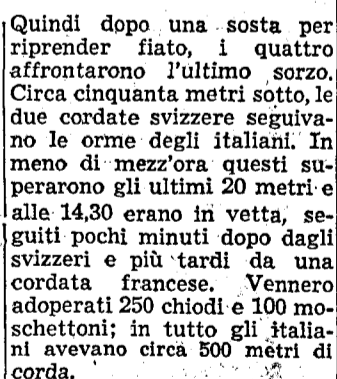 Quindi dopo una sosta per
riprender fiato, i quattro
affrontarono l'ultimo sorzo.
Circa cinquanta metri sotto, le
due cordate svizzere seguiva-
no le orme degli italiani. In
meno di mezz'ora questi su-
perarono gli ultimi 20 metri e
alle 14,30 erano in vetta, se-
guiti pochi minuti dopo dagli
svizzeri e più tardi da una
cordata francese. Vennero
adoperati 250 chiodi e 100 mo-
schettoni; in tutto gli italia-
ni avevano circa 500 metri di
corda.